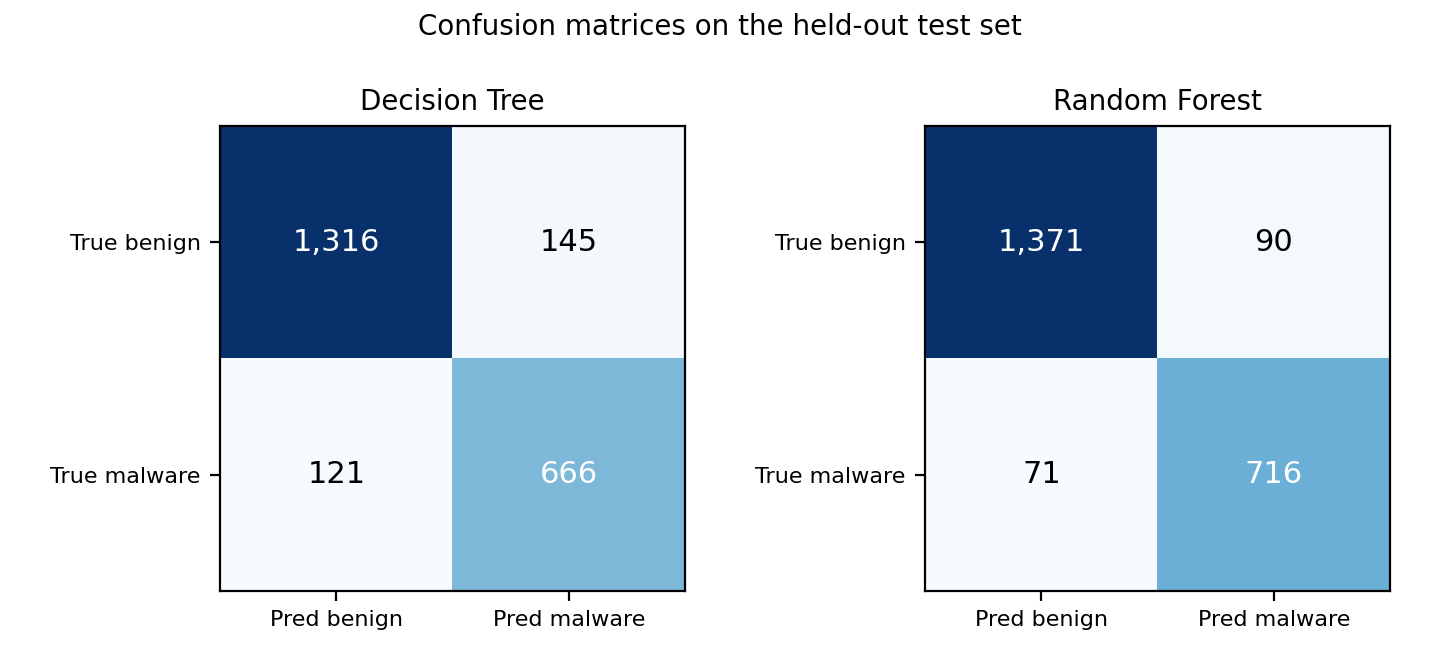 Confusion matrices on the held-out test set
Decision Tree
True benign
1,316
145
True malware
121
666
Pred benign
Pred malware
Random Forest
True benign
1,371
90
True malware
71
716
Pred benign
Pred malware